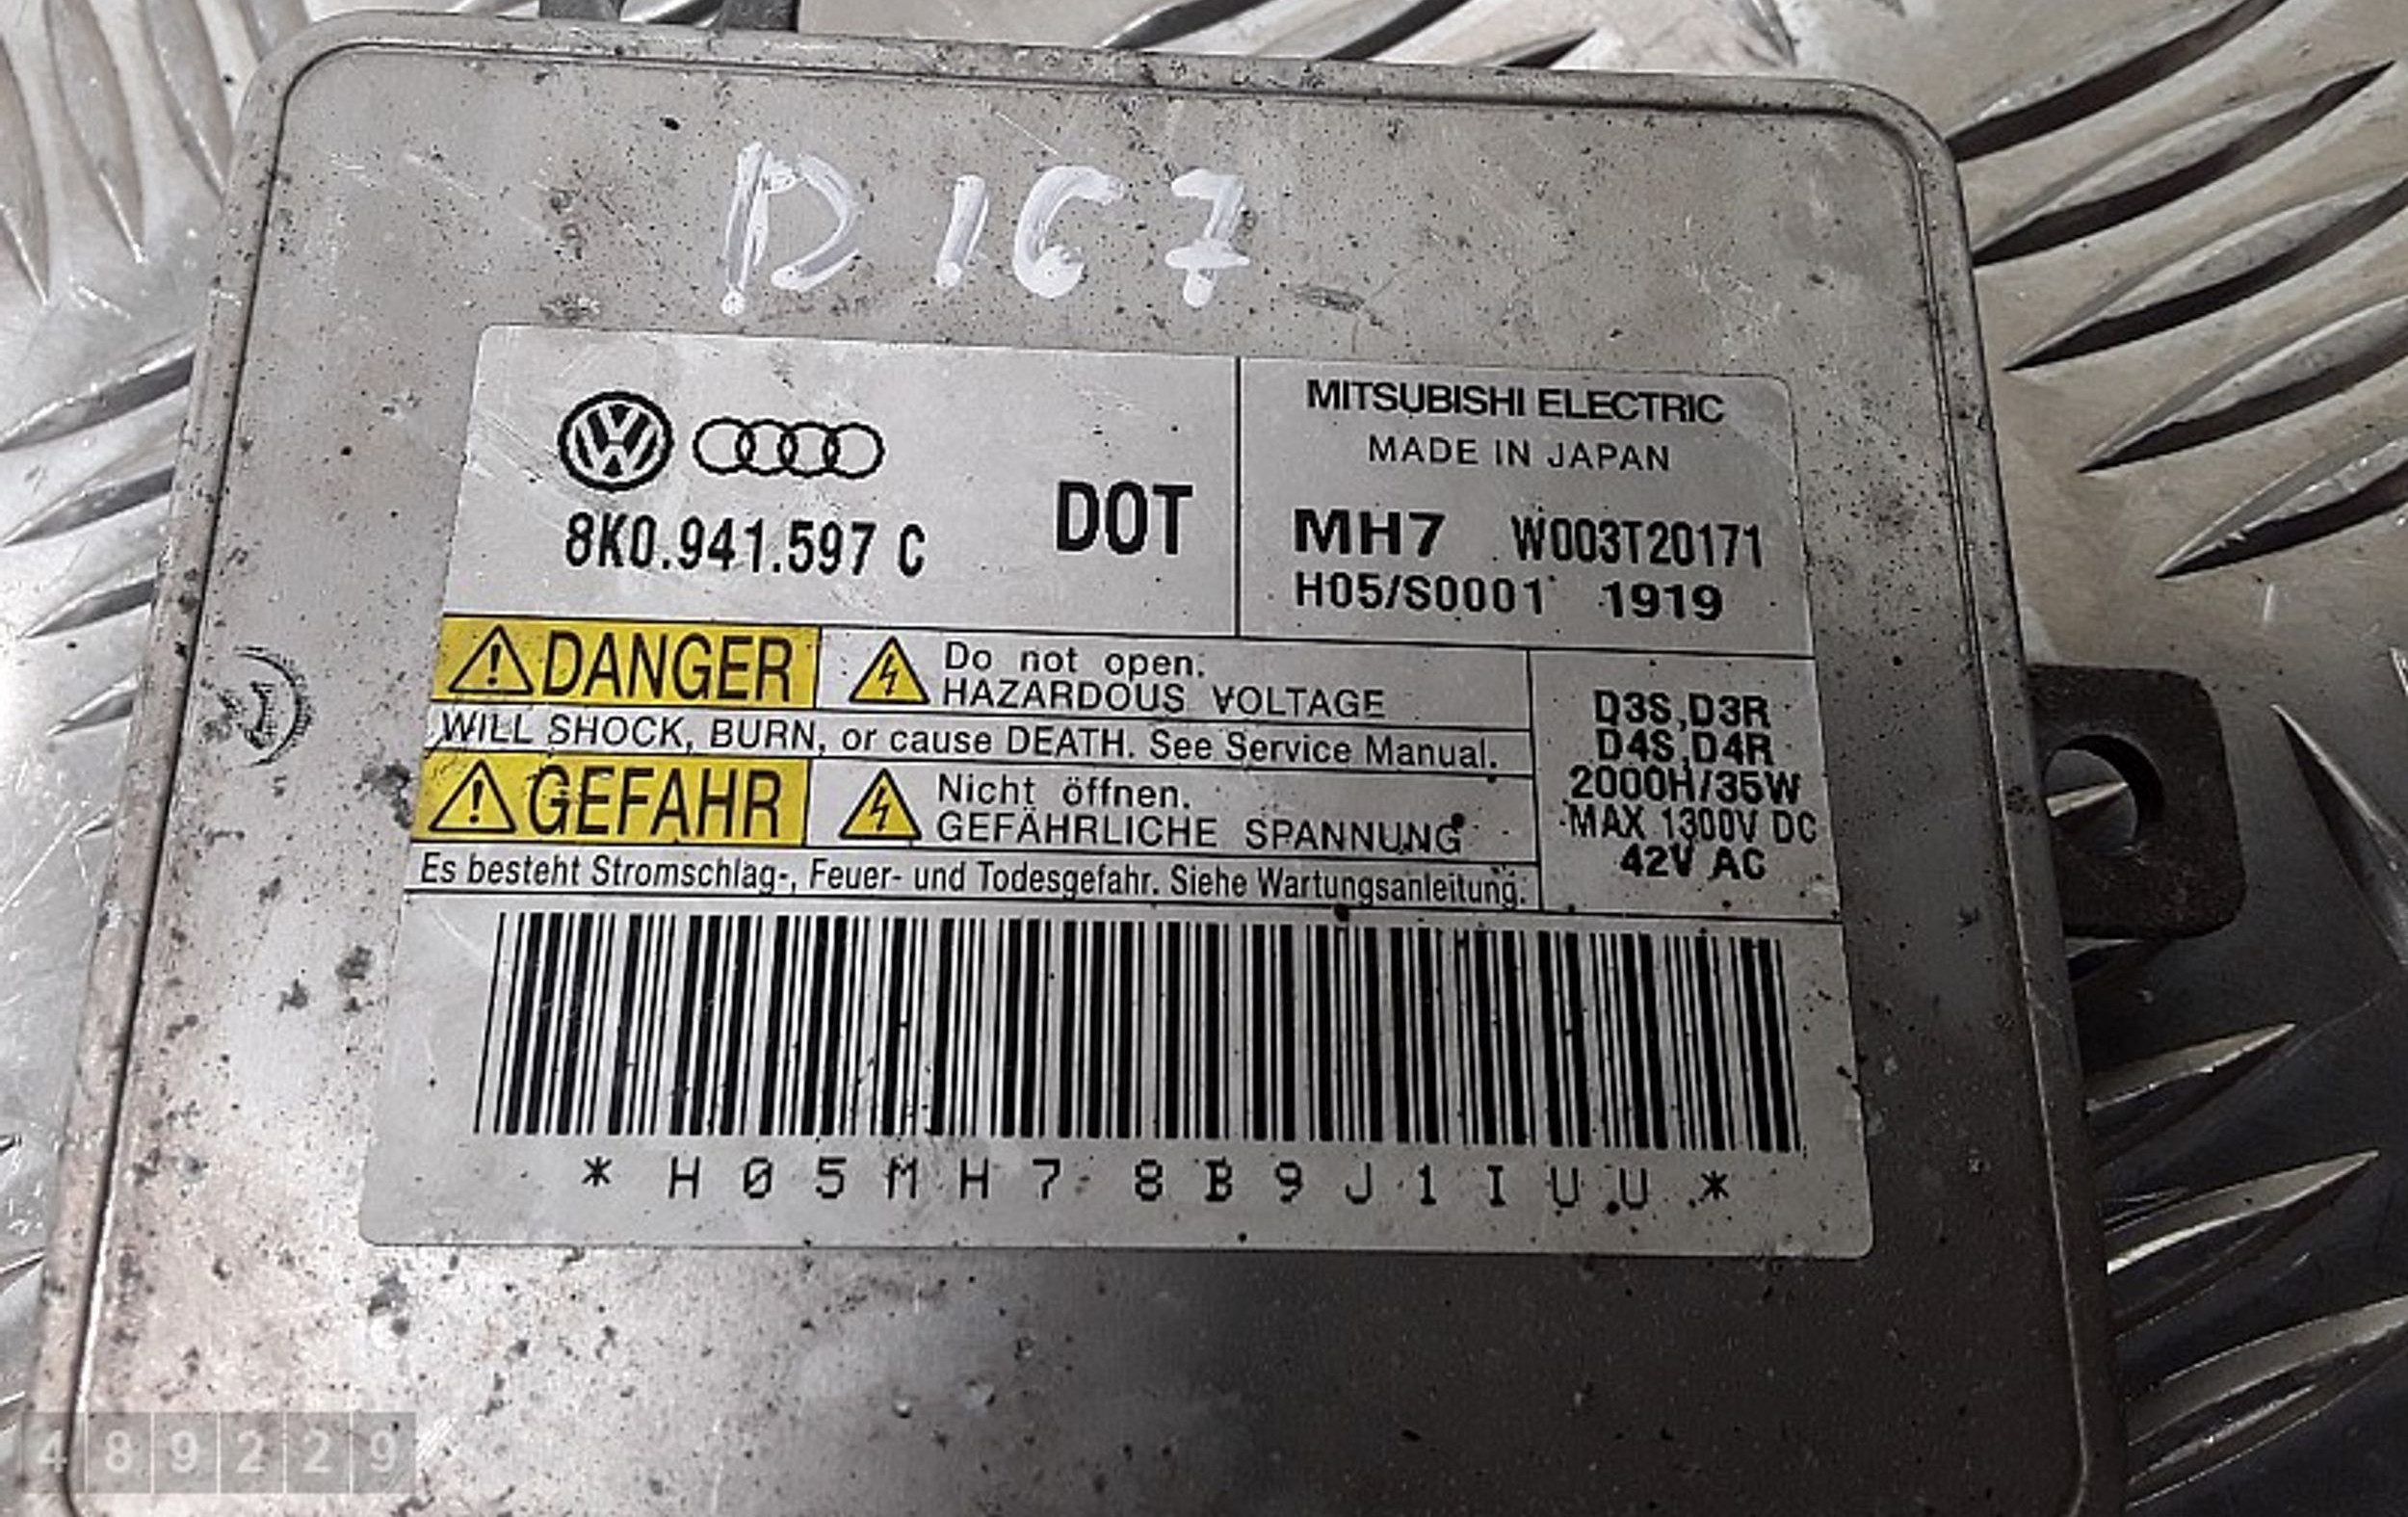 D167
8K0.941.597 C
DOT
MITSUBISHI ELECTRIC
MADE IN JAPAN
MH7 W003T20171
H05/S0001 1919
DANGER
Do not open.
HAZARDOUS VOLTAGE
WILL SHOCK, BURN, or cause DEATH. See Service Manual.
GEFAHR
Nicht öffnen.
GEFÄHRLICHE SPANNUNG
Es besteht Stromschlag-, Feuer- und Todesgefahr. Siehe Wartungsanleitung.
D3S,D3R
D4S,D4R
2000H/35W
MAX 1300V DC
42V AC
*H05MH7 8B9J1IUU*
489229